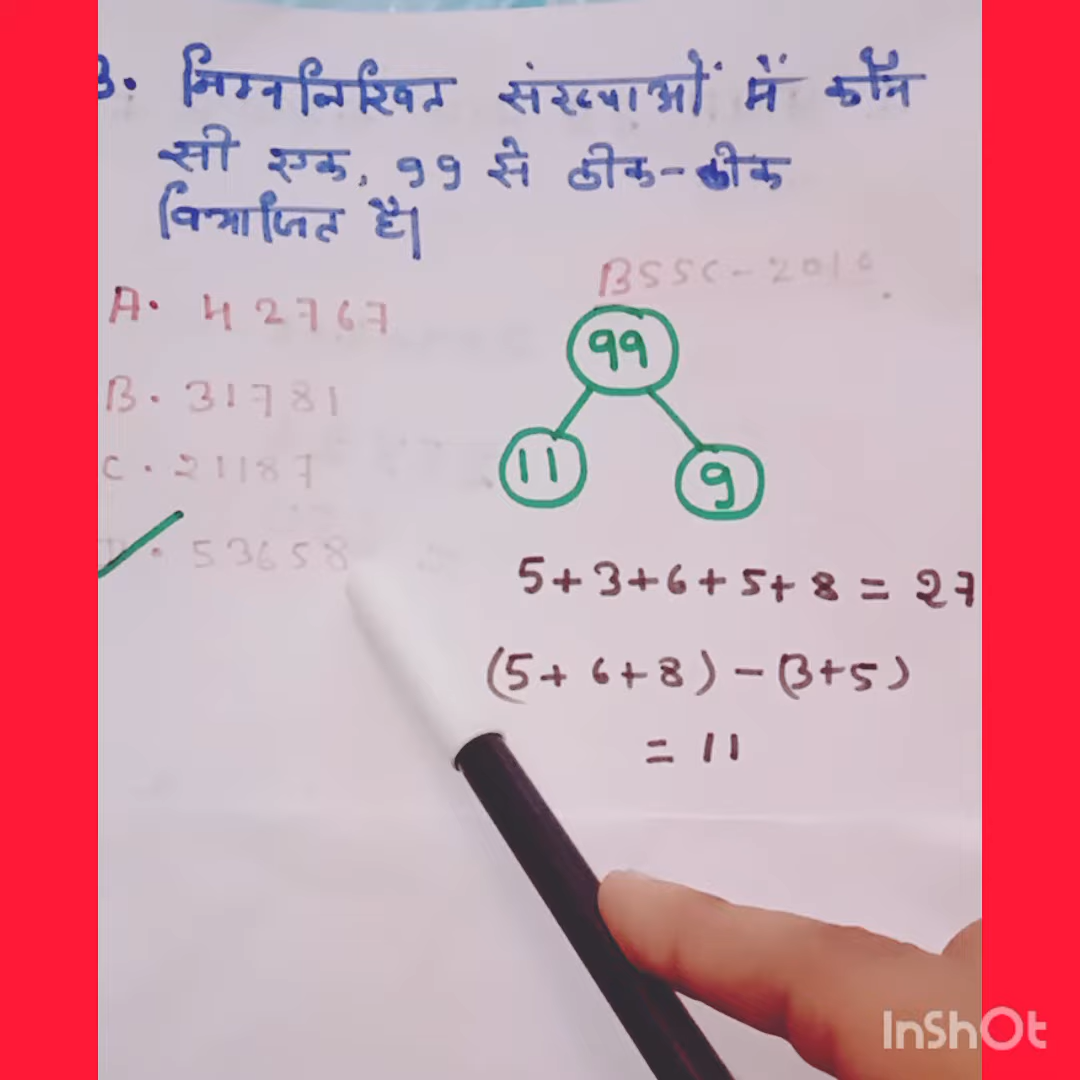 3. निम्नलिखित संख्याओं में कौन
सी एक, 99 से ठीक-ठीक
विभाजित है।
BSSC-201
A. 42767
B. 31781
C. 21187
D. 53658
99
11 9
5+3+6+5+8 = 27
(5+6+8)-(3+5)
= 11
InShOt